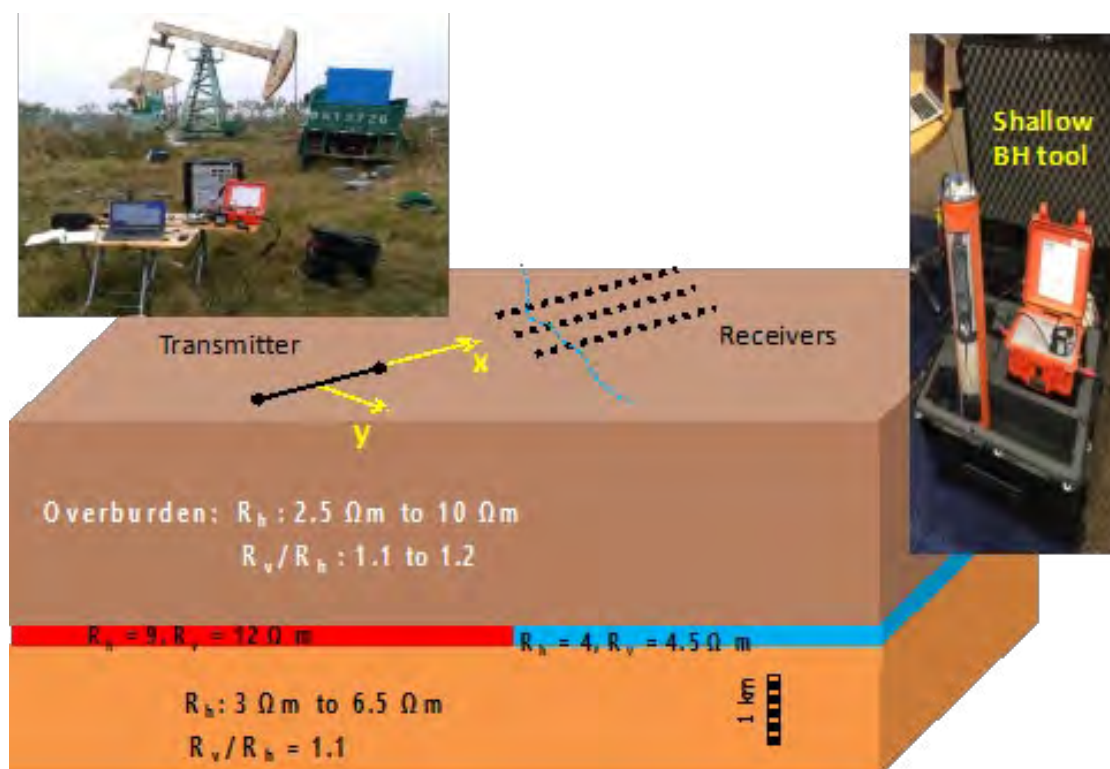 Shallow
BH tool
Transmitter
Receivers
x
y
Overburden: Rₕ: 2.5 Ωm to 10 Ωm
Rᵥ/Rₕ: 1.1 to 1.2
Rₕ = 9, Rᵥ = 12 Ω m
Rₕ = 4, Rᵥ = 4.5 Ω m
Rₕ: 3 Ωm to 6.5 Ωm
Rᵥ/Rₕ = 1.1
1 km